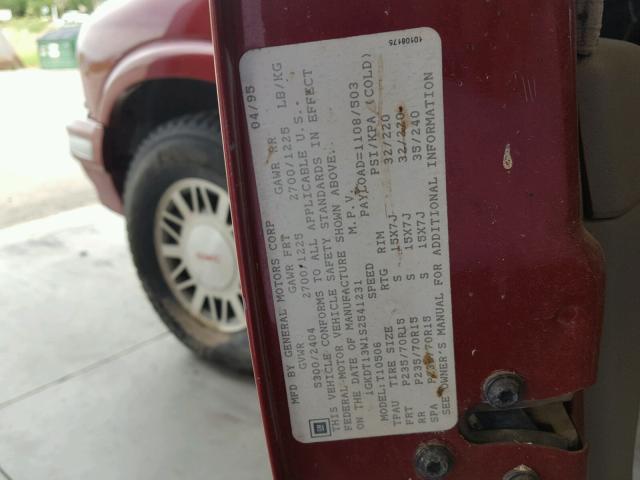 MFD BY GENERAL MOTORS CORP 04/95
GVWR GAWR FRT GAWR RR LB/KG
5300/2404 2700/1225 2700/1225
THIS VEHICLE CONFORMS TO ALL APPLICABLE U.S.
FEDERAL MOTOR VEHICLE SAFETY STANDARDS IN EFFECT
ON THE DATE OF MANUFACTURE SHOWN ABOVE.
1GKDT13W1S2541231 M.P.V.
MODEL:T10506 PAYLOAD=1108/503
TPAU TIRE SIZE SPEED RTG RIM PSI/KPA (COLD)
FRT P235/70R15 S 15X7J 32/220
RR P235/70R15 S 15X7J 32/220
SPA P235/70R15 S 15X7J 35/240
SEE OWNER'S MANUAL FOR ADDITIONAL INFORMATION
GM
10108175
GMC